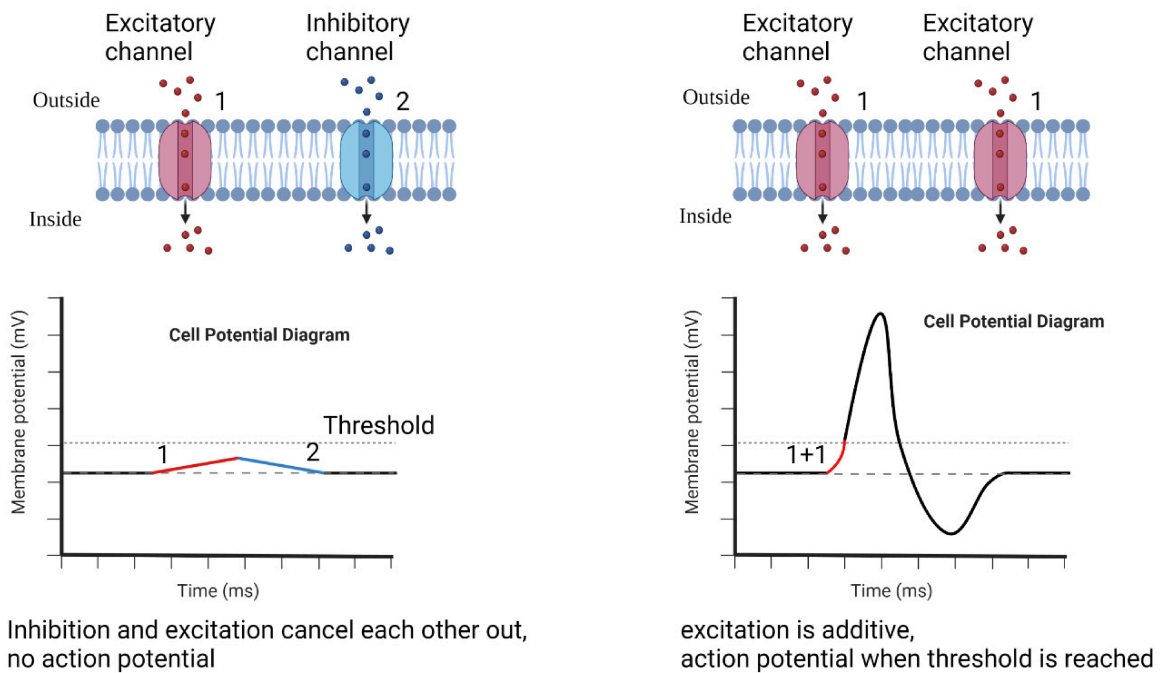 Excitatory
channel
Inhibitory
channel
Outside
1
2
Inside
Cell Potential Diagram
Membrane potential (mV)
Threshold
1
2
Time (ms)
Inhibition and excitation cancel each other out,
no action potential
Excitatory
channel
Excitatory
channel
Outside
1
1
Inside
Cell Potential Diagram
Membrane potential (mV)
1+1
Time (ms)
excitation is additive,
action potential when threshold is reached